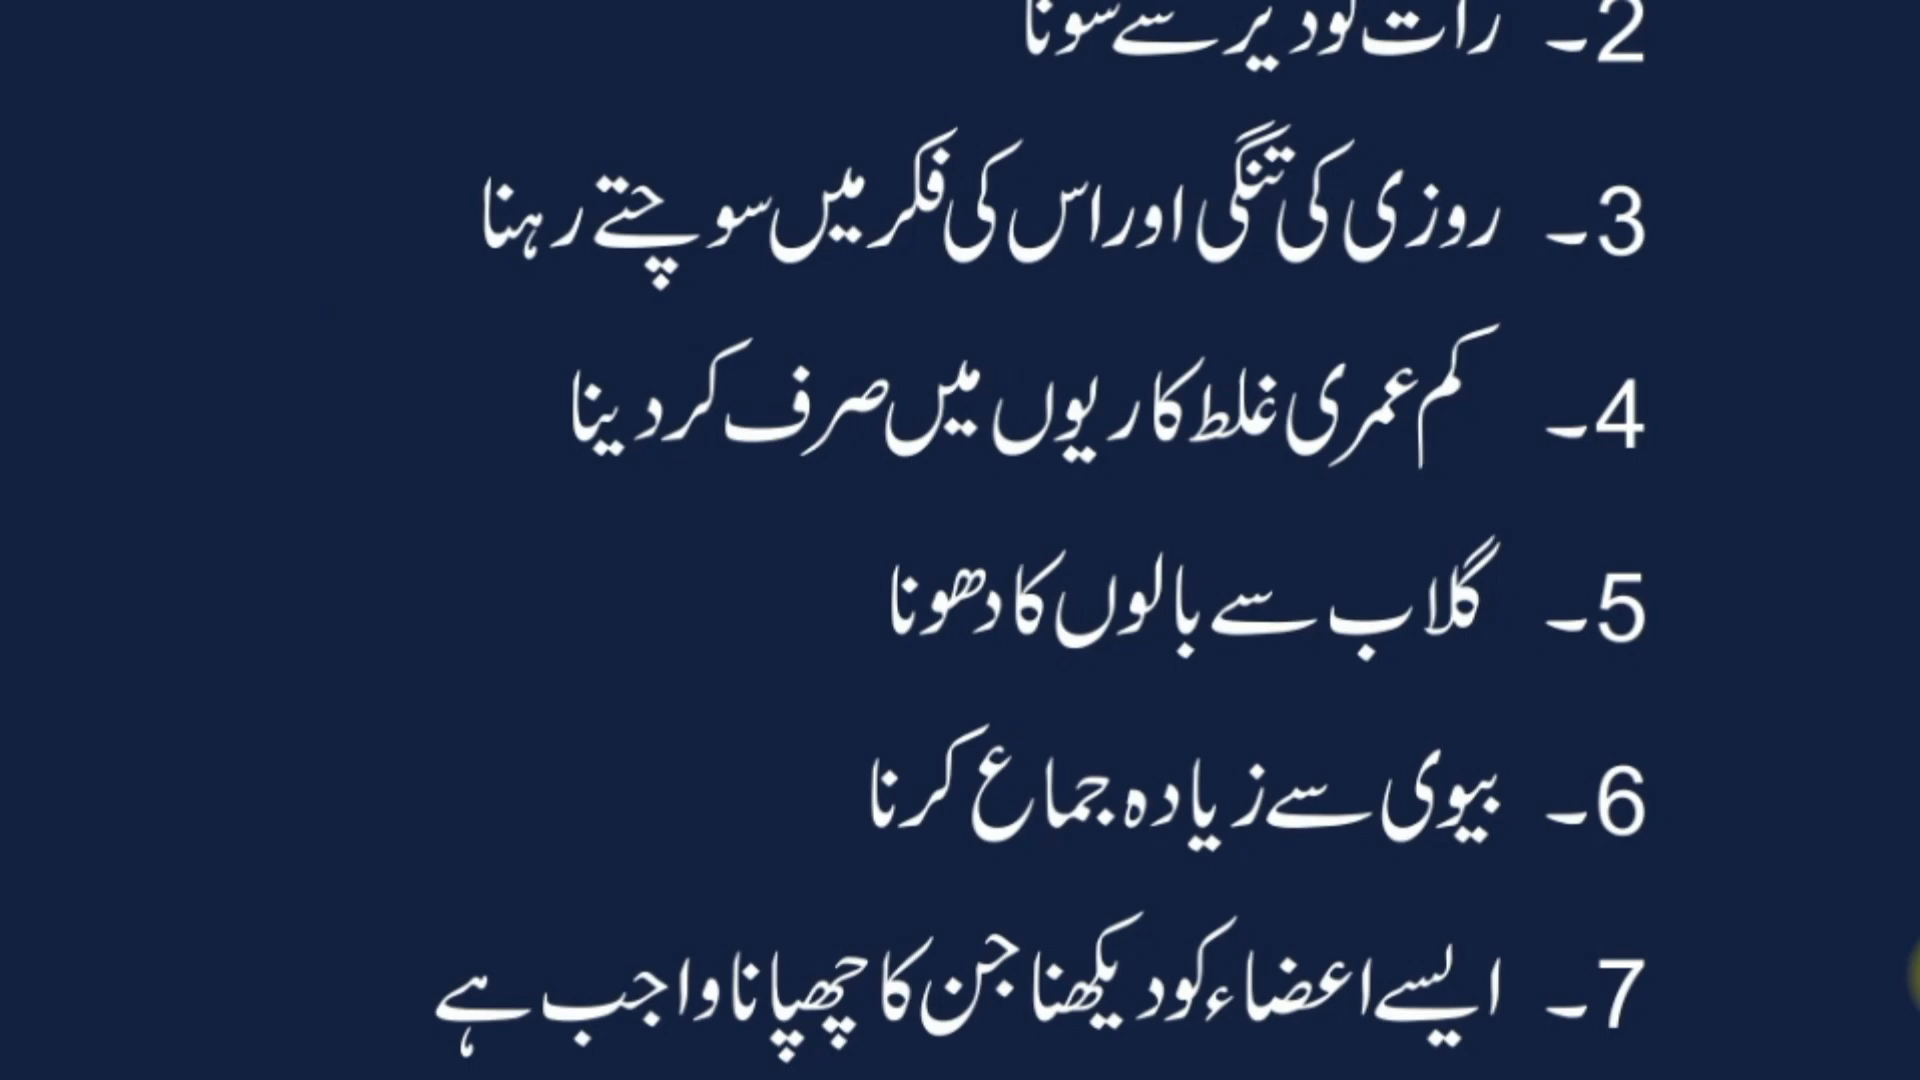 2۔ رات کو دیر سے سونا
3۔ روزی کی تنگی اور اس کی فکر میں سوچتے رہنا
4۔ کم عمری غلط کاریوں میں صرف کر دینا
5۔ گلاب سے بالوں کا دھونا
6۔ بیوی سے زیادہ جماع کرنا
7۔ ایسے اعضاء کو دیکھنا جن کا چھپانا واجب ہے